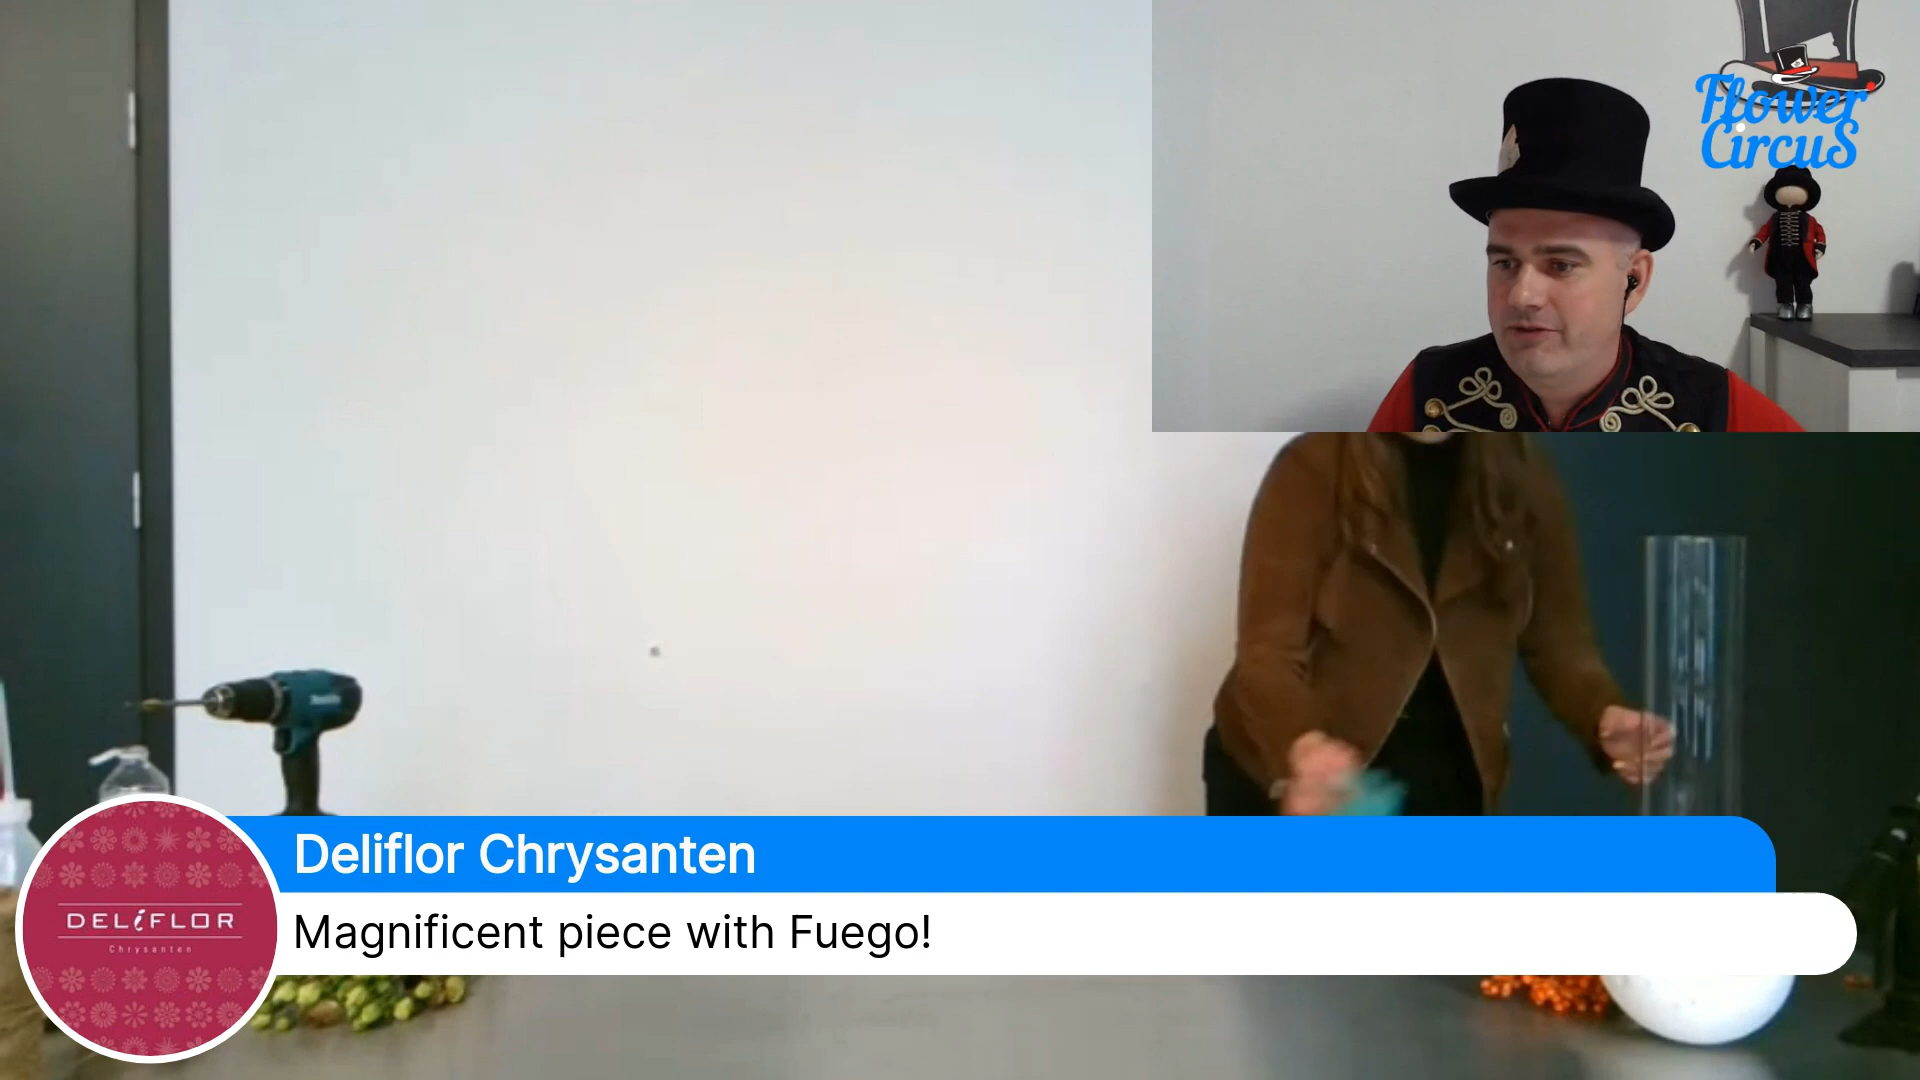 Flower
Circus
Deliflor Chrysanten
Magnificent piece with Fuego!
DELiFLOR
Chrysanten